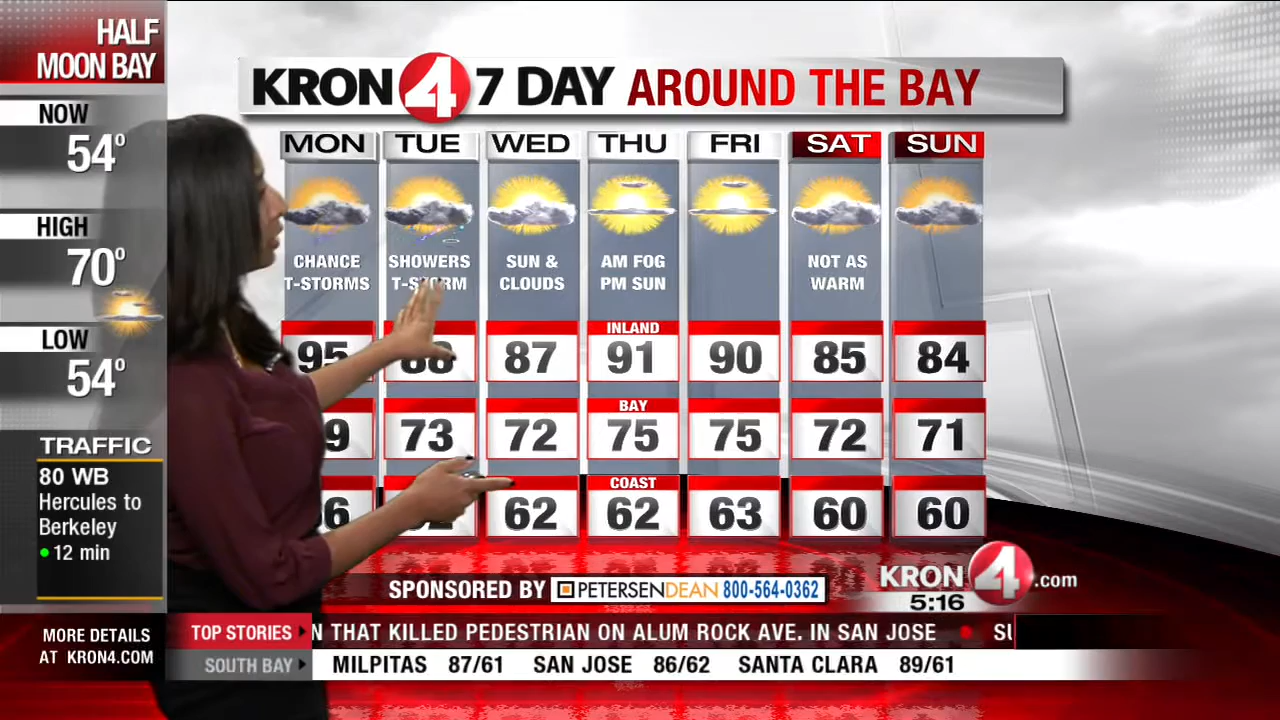 HALF
MOON BAY
NOW
54°
HIGH
70°
LOW
54°
TRAFFIC
80 WB
Hercules to
Berkeley
12 min
MORE DETAILS
AT KRON4.COM
KRON 4 7 DAY AROUND THE BAY
MON TUE WED THU FRI SAT SUN
CHANCE
T-STORMS
SHOWERS
T-STORM
SUN &
CLOUDS
AM FOG
PM SUN
NOT AS
WARM
INLAND
95 88 87 91 90 85 84
BAY
9 73 72 75 75 72 71
COAST
6 62 62 63 60 60
SPONSORED BY PETERSENDEAN 800-564-0362
KRON 4.com
5:16
TOP STORIES N THAT KILLED PEDESTRIAN ON ALUM ROCK AVE. IN SAN JOSE
SOUTH BAY MILPITAS 87/61 SAN JOSE 86/62 SANTA CLARA 89/61